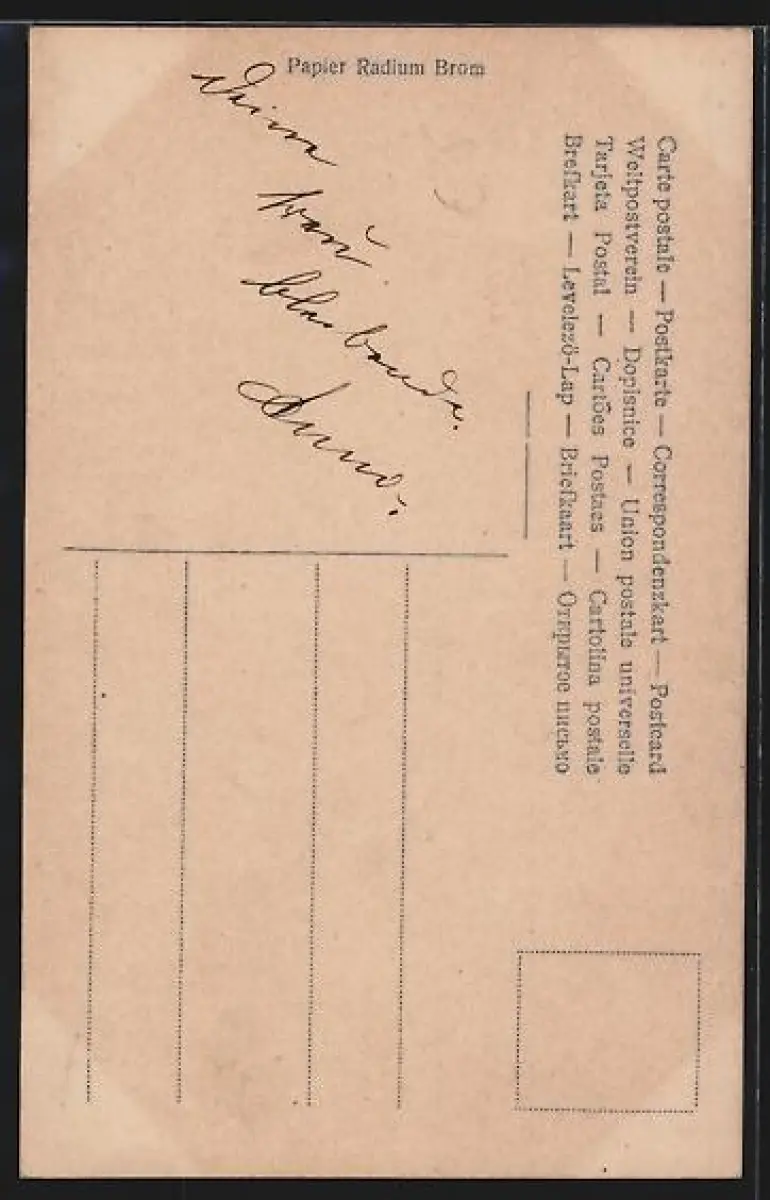 Papier Radium Brom
Carte postale — Postkarte — Correspondenzkart — Postcard
Weltpostverein — Dopisnice — Union postale universelle
Tarjeta Postal — Cartões Postaes — Cartolina postale
Brefkart — Levelező-Lap — Briefkaart — Открытое письмо